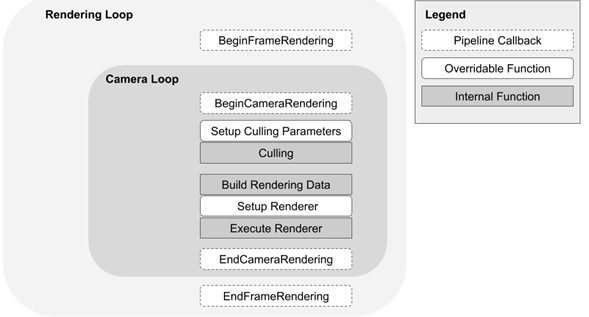 Rendering Loop
BeginFrameRendering
Camera Loop
BeginCameraRendering
Setup Culling Parameters
Culling
Build Rendering Data
Setup Renderer
Execute Renderer
EndCameraRendering
EndFrameRendering
Legend
Pipeline Callback
Overridable Function
Internal Function